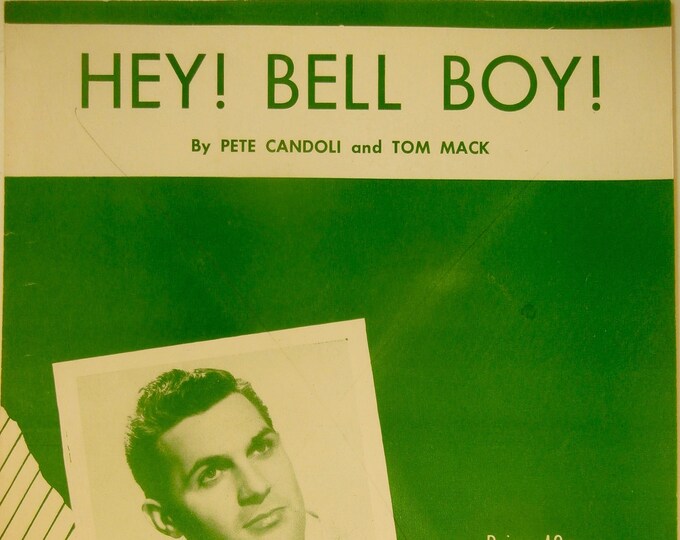 HEY! BELL BOY!
By PETE CANDOLI and TOM MACK